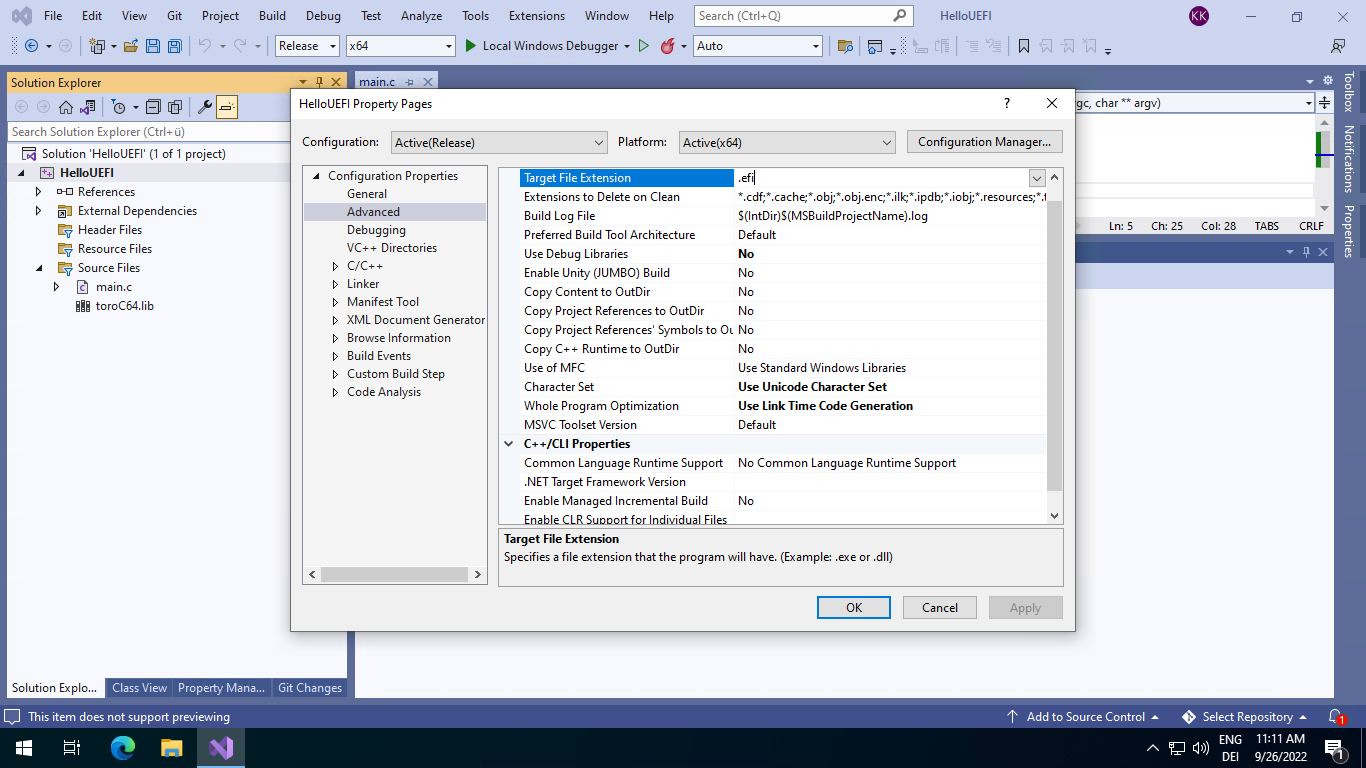 File Edit View Git Project Build Debug Test Analyze Tools Extensions Window Help Search (Ctrl+Q) HelloUEFI KK
Release x64 Local Windows Debugger Auto
Solution Explorer
Search Solution Explorer (Ctrl+ü)
Solution 'HelloUEFI' (1 of 1 project)
HelloUEFI
References
External Dependencies
Header Files
Resource Files
Source Files
main.c
toroC64.lib
Solution Explo... Class View Property Mana... Git Changes
main.c
rgc, char ** argv)
Ln: 5 Ch: 25 Col: 28 TABS CRLF
Toolbox
Notifications
Properties
HelloUEFI Property Pages ?
Configuration: Active(Release) Platform: Active(x64) Configuration Manager...
Configuration Properties
General
Advanced
Debugging
VC++ Directories
C/C++
Linker
Manifest Tool
XML Document Generator
Browse Information
Build Events
Custom Build Step
Code Analysis
Target File Extension .efi
Extensions to Delete on Clean *.cdf;*.cache;*.obj;*.obj.enc;*.ilk;*.ipdb;*.iobj;*.resources;*.t
Build Log File $(IntDir)$(MSBuildProjectName).log
Preferred Build Tool Architecture Default
Use Debug Libraries No
Enable Unity (JUMBO) Build No
Copy Content to OutDir No
Copy Project References to OutDir No
Copy Project References' Symbols to Ou No
Copy C++ Runtime to OutDir No
Use of MFC Use Standard Windows Libraries
Character Set Use Unicode Character Set
Whole Program Optimization Use Link Time Code Generation
MSVC Toolset Version Default
C++/CLI Properties
Common Language Runtime Support No Common Language Runtime Support
.NET Target Framework Version
Enable Managed Incremental Build No
Enable CLR Support for Individual Files
Target File Extension
Specifies a file extension that the program will have. (Example: .exe or .dll)
OK Cancel Apply
This item does not support previewing Add to Source Control Select Repository 1
ENG 11:11 AM
DEI 9/26/2022 1